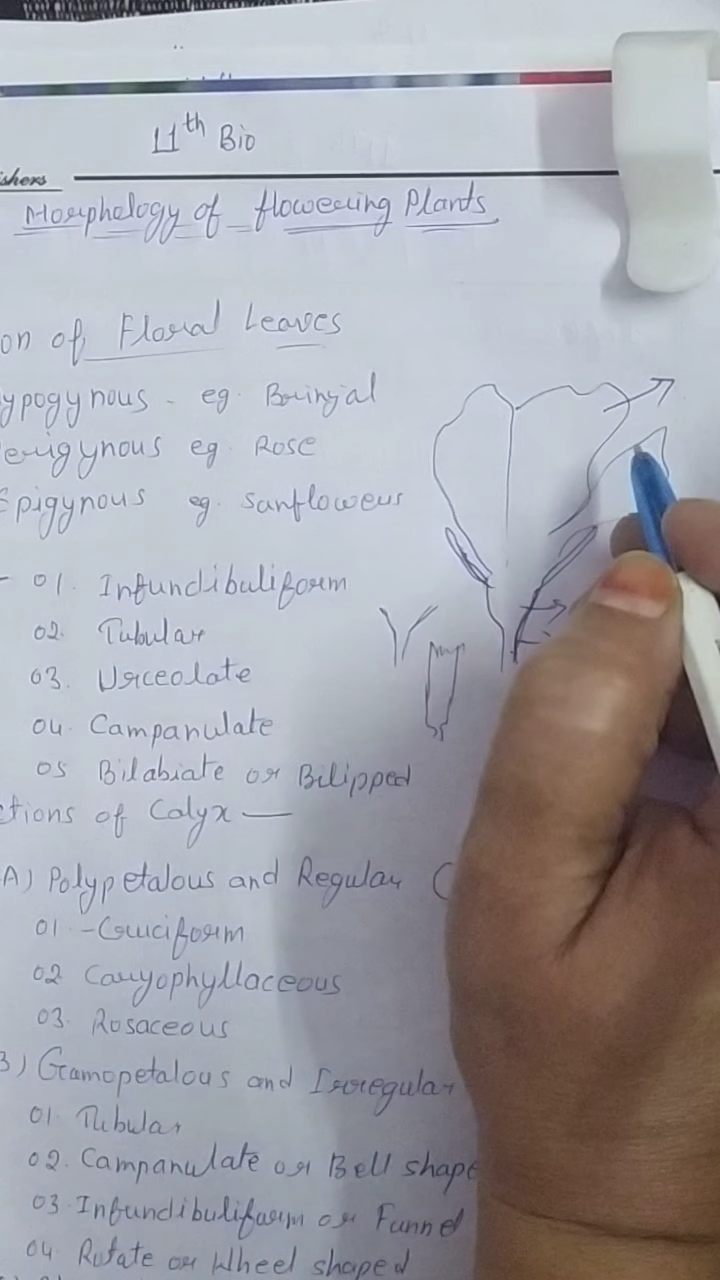 11th Bio
shers
Morphology of flowering Plants
on of Floral Leaves
ypogynous - eg. Brinjal
erigynous eg. Rose
Epigynous eg. Sunflowers
- 01. Infundibuliform
02. Tubular
03. Urceolate
04. Campanulate
05 Bilabiate or Bilipped
ctions of Calyx —
A) Polypetalous and Regular (
01 - Cruciform
02 Caryophyllaceous
03. Rosaceous
B) Gamopetalous and Irregular
01. Tubular
02. Campanulate or Bell shape
03. Infundibuliform or Funnel
04 Rotate or Wheel shaped